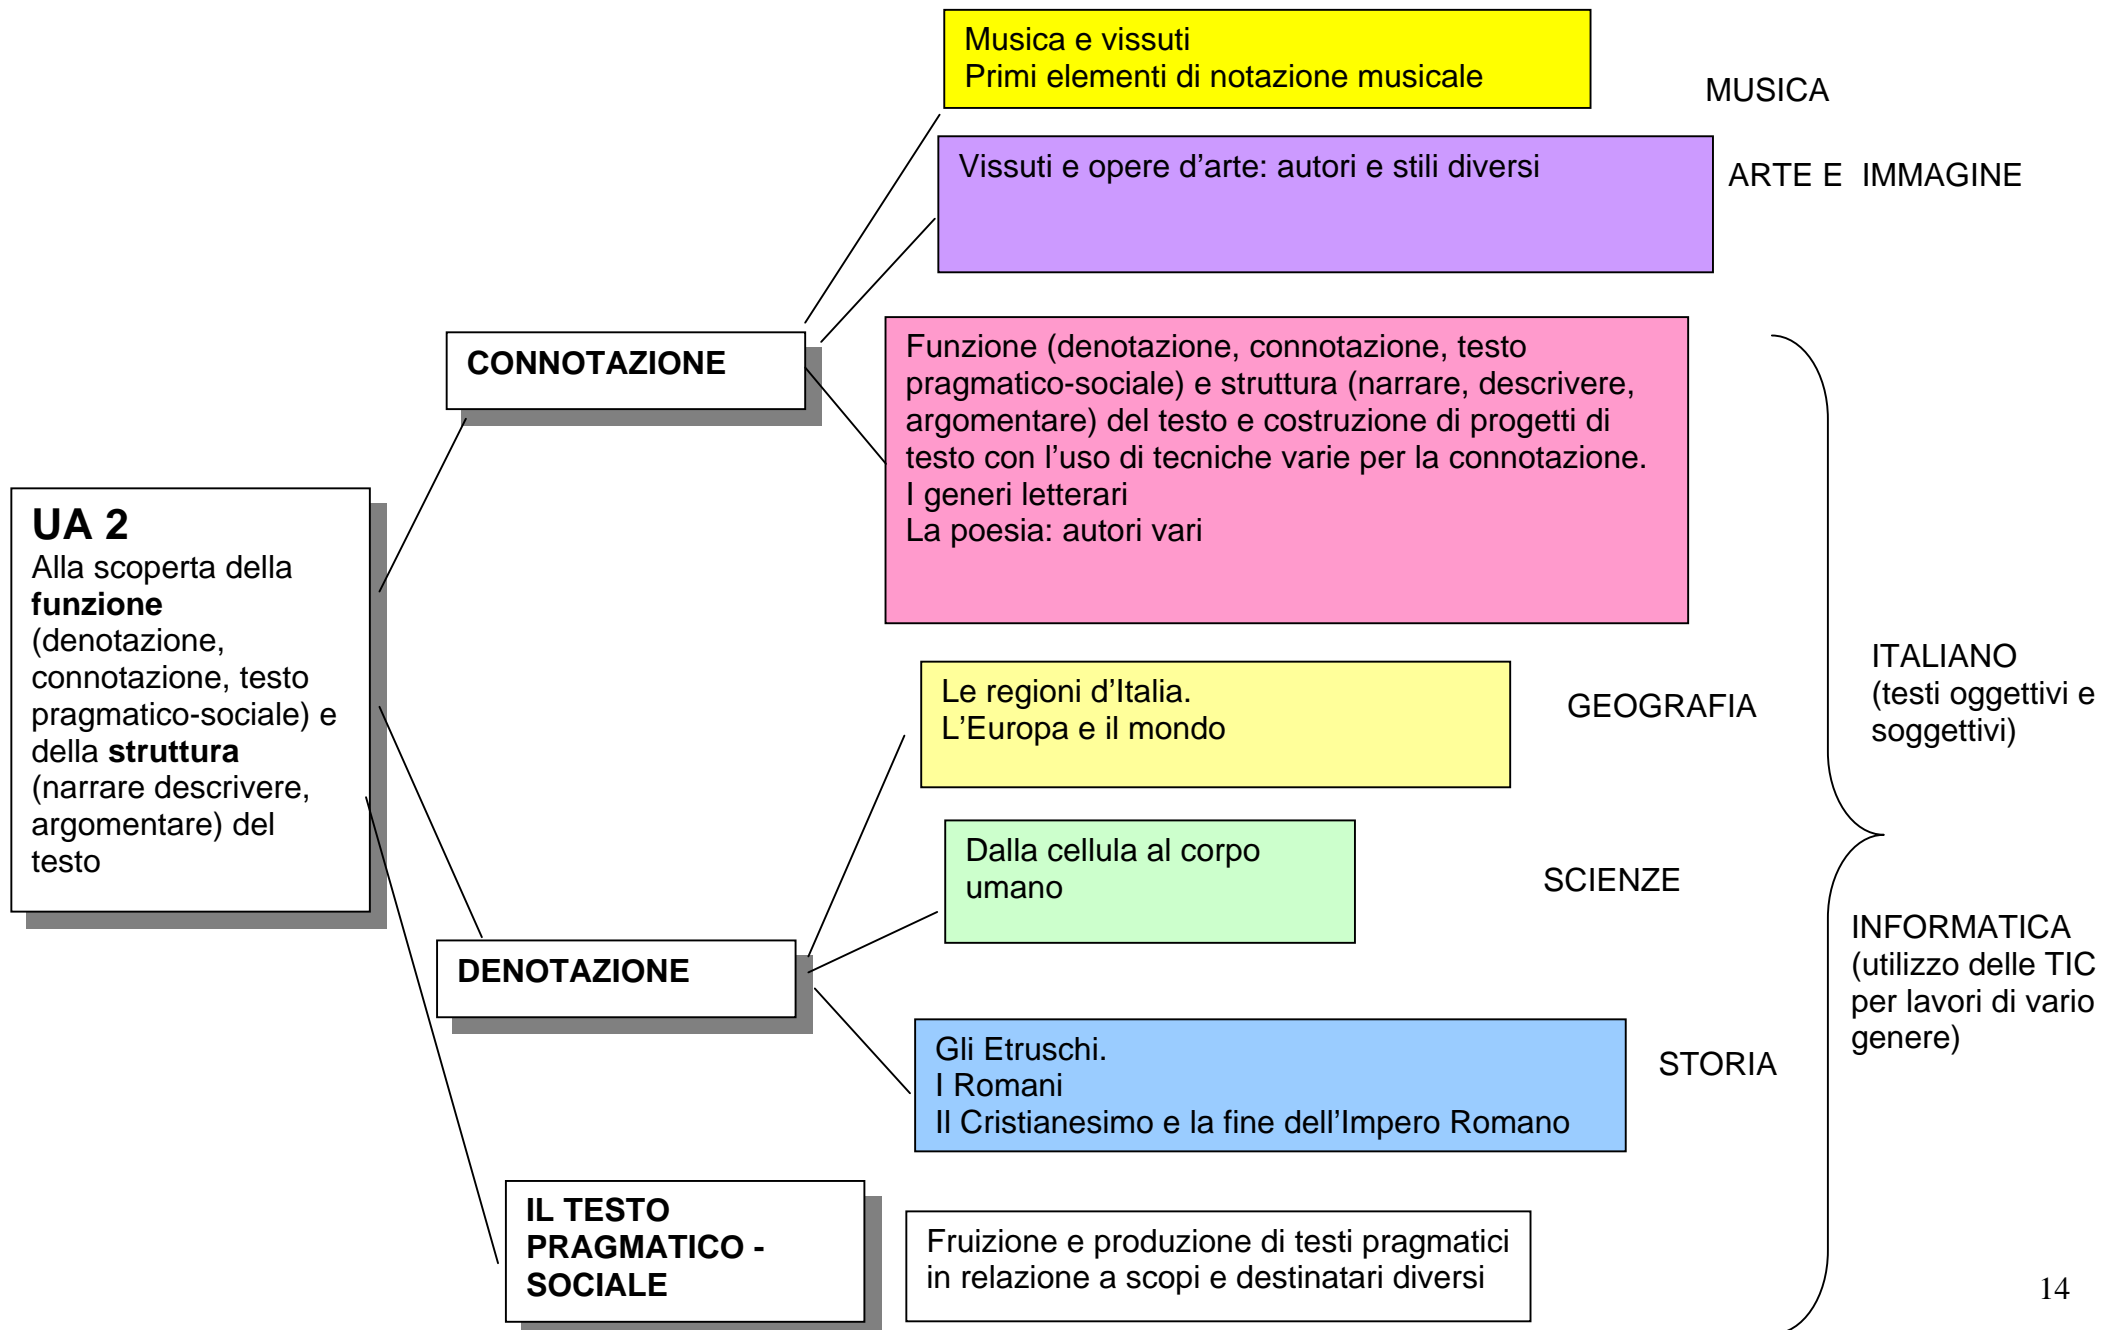 Musica e vissuti
Primi elementi di notazione musicale
MUSICA
Vissuti e opere d’arte: autori e stili diversi
ARTE E IMMAGINE
CONNOTAZIONE
Funzione (denotazione, connotazione, testo
pragmatico-sociale) e struttura (narrare, descrivere,
argomentare) del testo e costruzione di progetti di
testo con l’uso di tecniche varie per la connotazione.
I generi letterari
La poesia: autori vari
UA 2
Alla scoperta della
funzione
(denotazione,
connotazione, testo
pragmatico-sociale) e
della struttura
(narrare descrivere,
argomentare) del
testo
Le regioni d’Italia.
L’Europa e il mondo
GEOGRAFIA
ITALIANO
(testi oggettivi e
soggettivi)
Dalla cellula al corpo
umano
SCIENZE
INFORMATICA
(utilizzo delle TIC
per lavori di vario
genere)
DENOTAZIONE
Gli Etruschi.
I Romani
Il Cristianesimo e la fine dell’Impero Romano
STORIA
IL TESTO
PRAGMATICO -
SOCIALE
Fruizione e produzione di testi pragmatici
in relazione a scopi e destinatari diversi
14